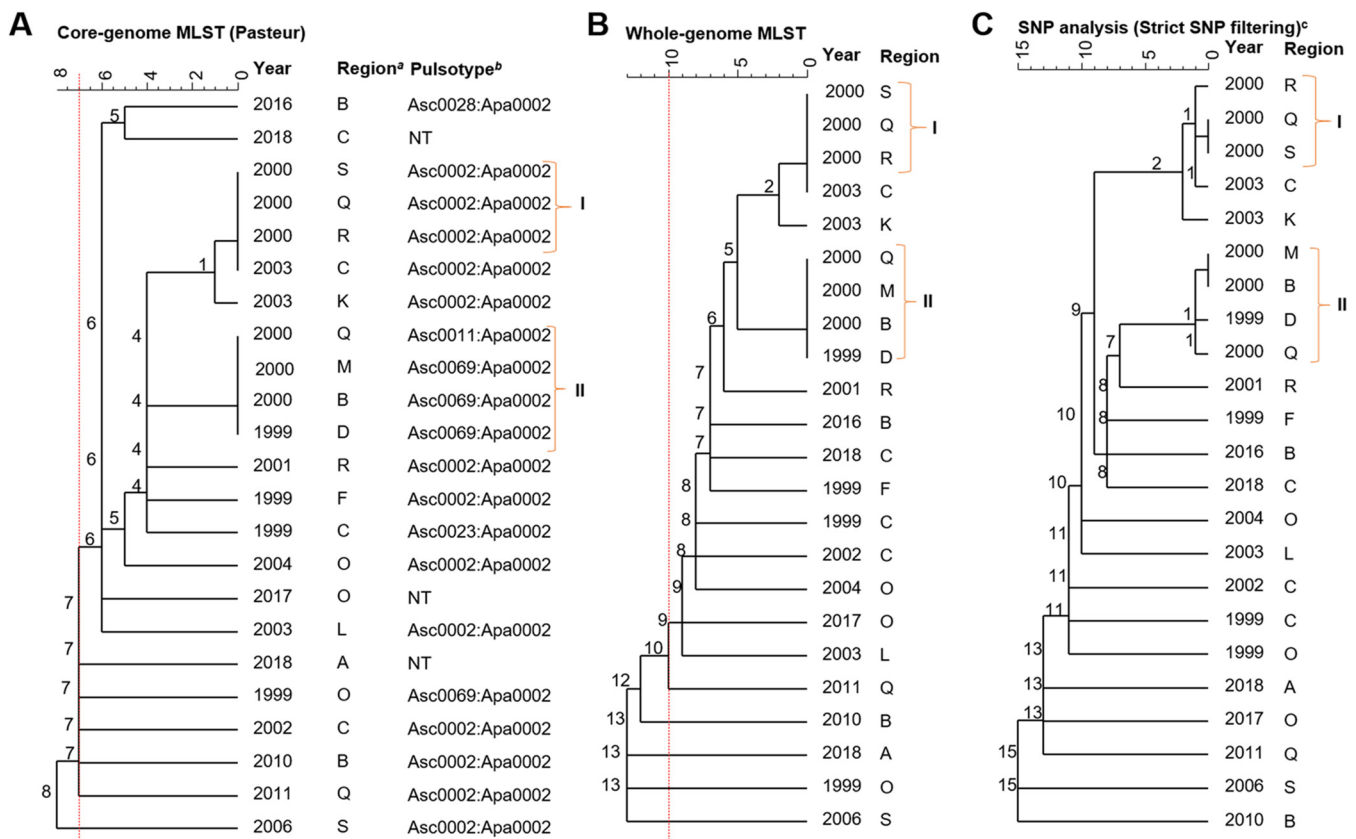 A
Core-genome MLST (Pasteur)
8 6 4 2 0 Year Regionᵃ Pulsotypeᵇ
5
2016 B Asc0028:Apa0002
2018 C NT
2000 S Asc0002:Apa0002
2000 Q Asc0002:Apa0002
I
2000 R Asc0002:Apa0002
1
2003 C Asc0002:Apa0002
2003 K Asc0002:Apa0002
6
4
2000 Q Asc0011:Apa0002
2000 M Asc0069:Apa0002
II
4
2000 B Asc0069:Apa0002
1999 D Asc0069:Apa0002
6
4
2001 R Asc0002:Apa0002
4
1999 F Asc0002:Apa0002
5
1999 C Asc0023:Apa0002
6
2004 O Asc0002:Apa0002
7
2017 O NT
2003 L Asc0002:Apa0002
7
2018 A NT
7
1999 O Asc0069:Apa0002
7
2002 C Asc0002:Apa0002
7
2010 B Asc0002:Apa0002
8
2011 Q Asc0002:Apa0002
2006 S Asc0002:Apa0002
B
Whole-genome MLST
10 5 0 Year Region
2000 S
2000 Q
I
2000 R
2
2003 C
2003 K
5
2000 Q
2000 M
II
6
2000 B
1999 D
7
2001 R
7
2016 B
7
2018 C
8
1999 F
8
1999 C
8
2002 C
9
2004 O
9
2017 O
10
2003 L
12
2011 Q
13
2010 B
13
2018 A
13
1999 O
2006 S
C
SNP analysis (Strict SNP filtering)ᶜ
15 10 5 0 Year Region
2000 R
1
2000 Q
I
2000 S
2
1
2003 C
2003 K
2000 M
2000 B
II
9
1
1999 D
7
1
2000 Q
8
2001 R
10
8
1999 F
2016 B
8
10
2018 C
11
2004 O
2003 L
11
2002 C
11
1999 C
13
1999 O
13
2018 A
13
2017 O
15
2011 Q
15
2006 S
2010 B